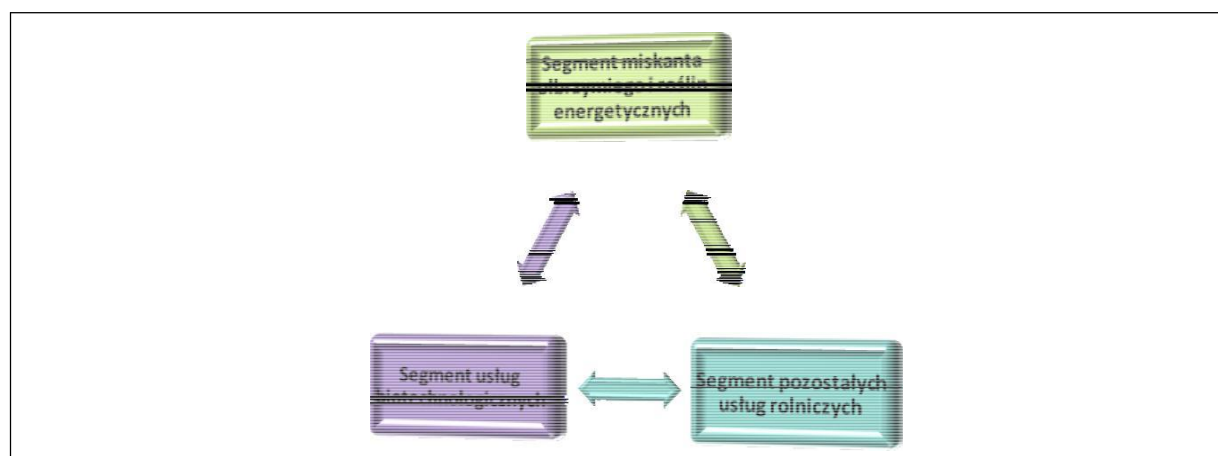 Segment miskanta
olbrzymiego i roślin
energetycznych
Segment usług
biotechnologicznych
Segment pozostałych
usług rolniczych